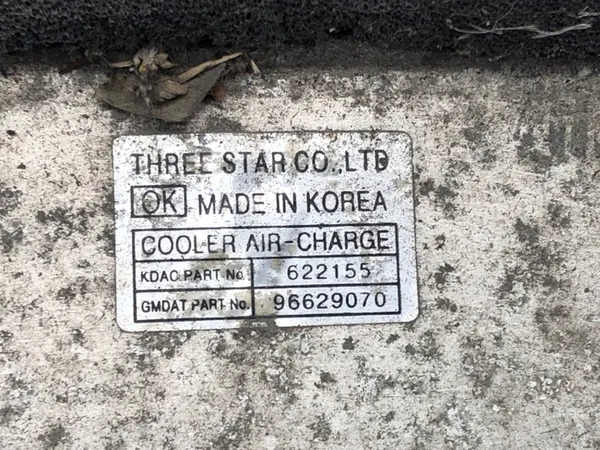 THREE STAR CO.,LTD
OK MADE IN KOREA
COOLER AIR-CHARGE
KDAC PART No. 622155
GMDAT PART No. 96629070